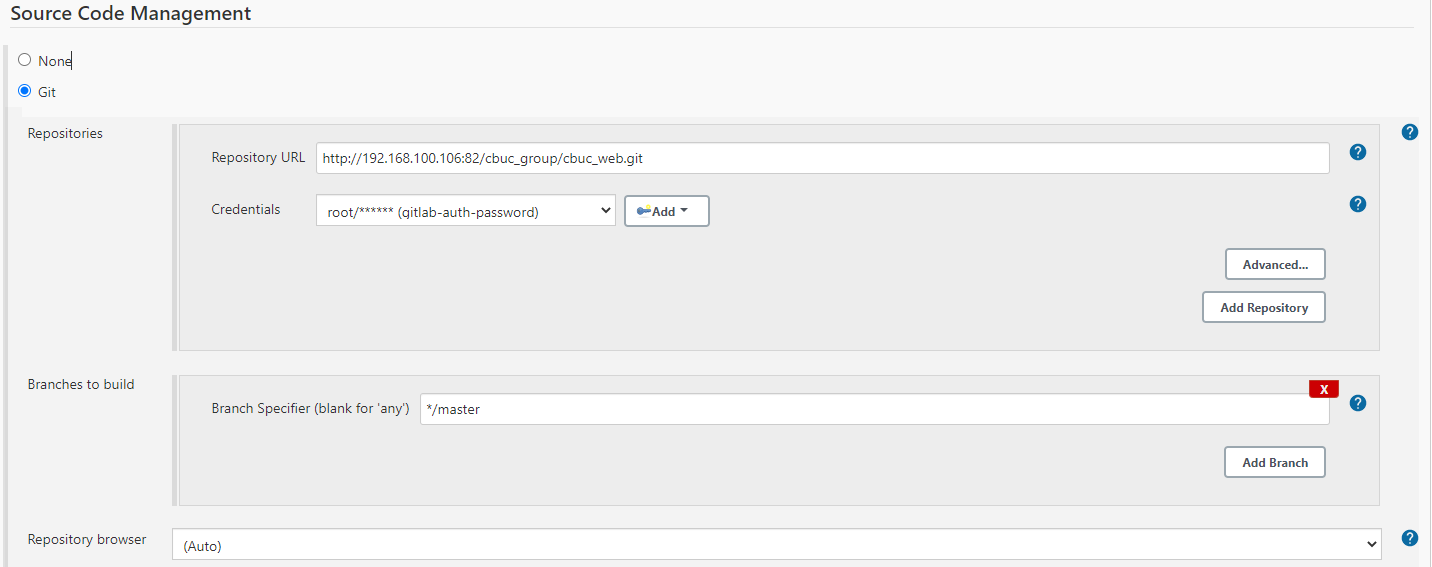 Source Code Management
None
Git
Repositories
Repository URL http://192.168.100.106:82/cbuc_group/cbuc_web.git
Credentials root/****** (gitlab-auth-password) Add
Advanced...
Add Repository
Branches to build
X
Branch Specifier (blank for 'any') */master
Add Branch
Repository browser (Auto)